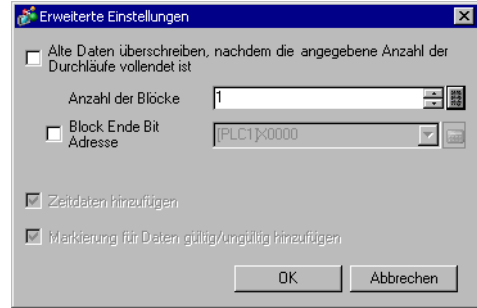 Erweiterte Einstellungen
Alte Daten überschreiben, nachdem die angegebene Anzahl der
Durchläufe vollendet ist
Anzahl der Blöcke 1
Block Ende Bit
Adresse
[PLC1]X0000
Zeitdaten hinzufügen
Markierung für Daten gültig/ungültig hinzufügen
OK Abbrechen